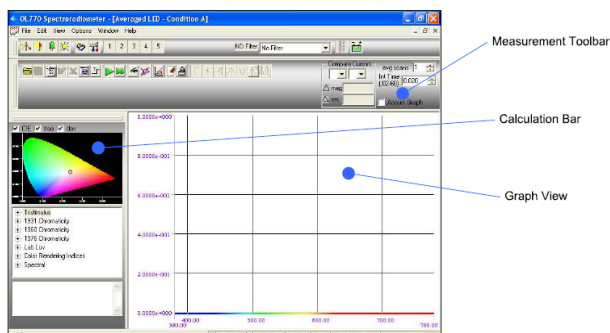 OL770 Spectroradiometer - [Averaged LED - Condition A]
File Edit View Options Window Help
1 2 3 4 5 NO Filter No Filter
Measurement Toolbar
Compare Cursors
Avg scans 1
Int Time 0.020
mag
Accum Graph
CIE bbp dm
Calculation Bar
Graph View
1.0000e+000
8.0000e-001
6.0000e-001
4.0000e-001
2.0000e-001
0.0000e+000
Tristimulus
1931 Chromaticity
1960 Chromaticity
1976 Chromaticity
Lab Luv
Color Rendering Indices
Spectral
400.00 500.00 600.00 700.00
380.00 780.00